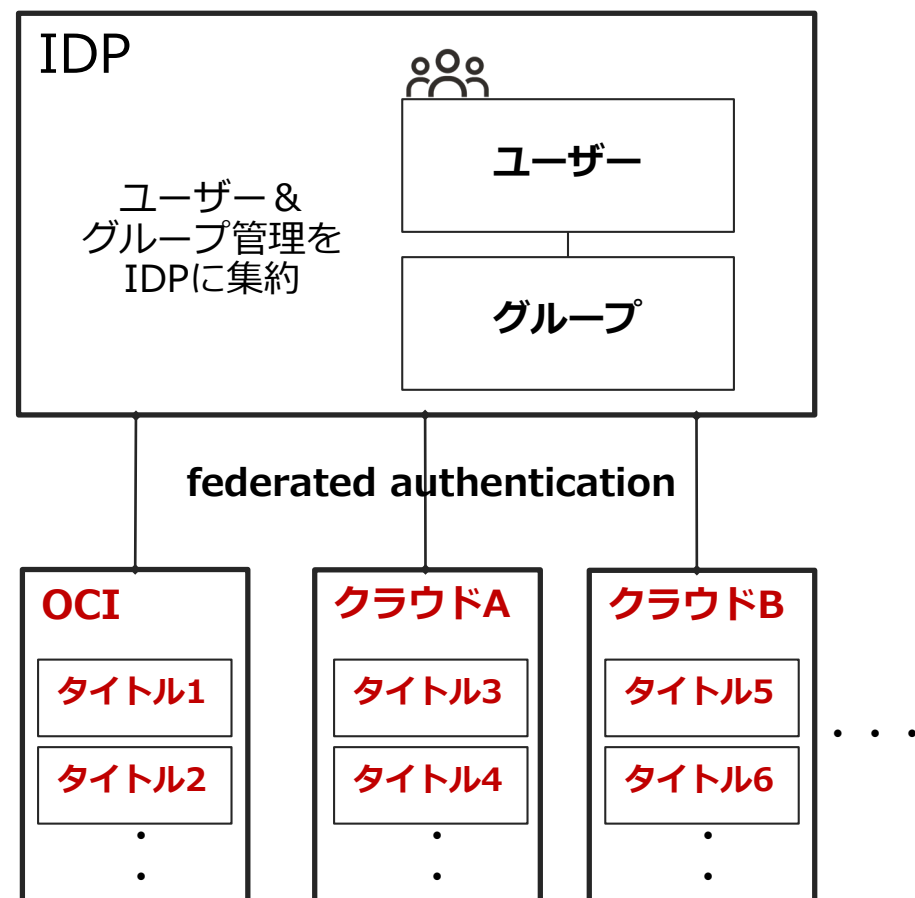 IDP
ユーザー＆
グループ管理を
IDPに集約
ユーザー
グループ
federated authentication
OCI
タイトル1
タイトル2
・
・
クラウドA
タイトル3
タイトル4
・
・
クラウドB
タイトル5
タイトル6
・
・
・・・